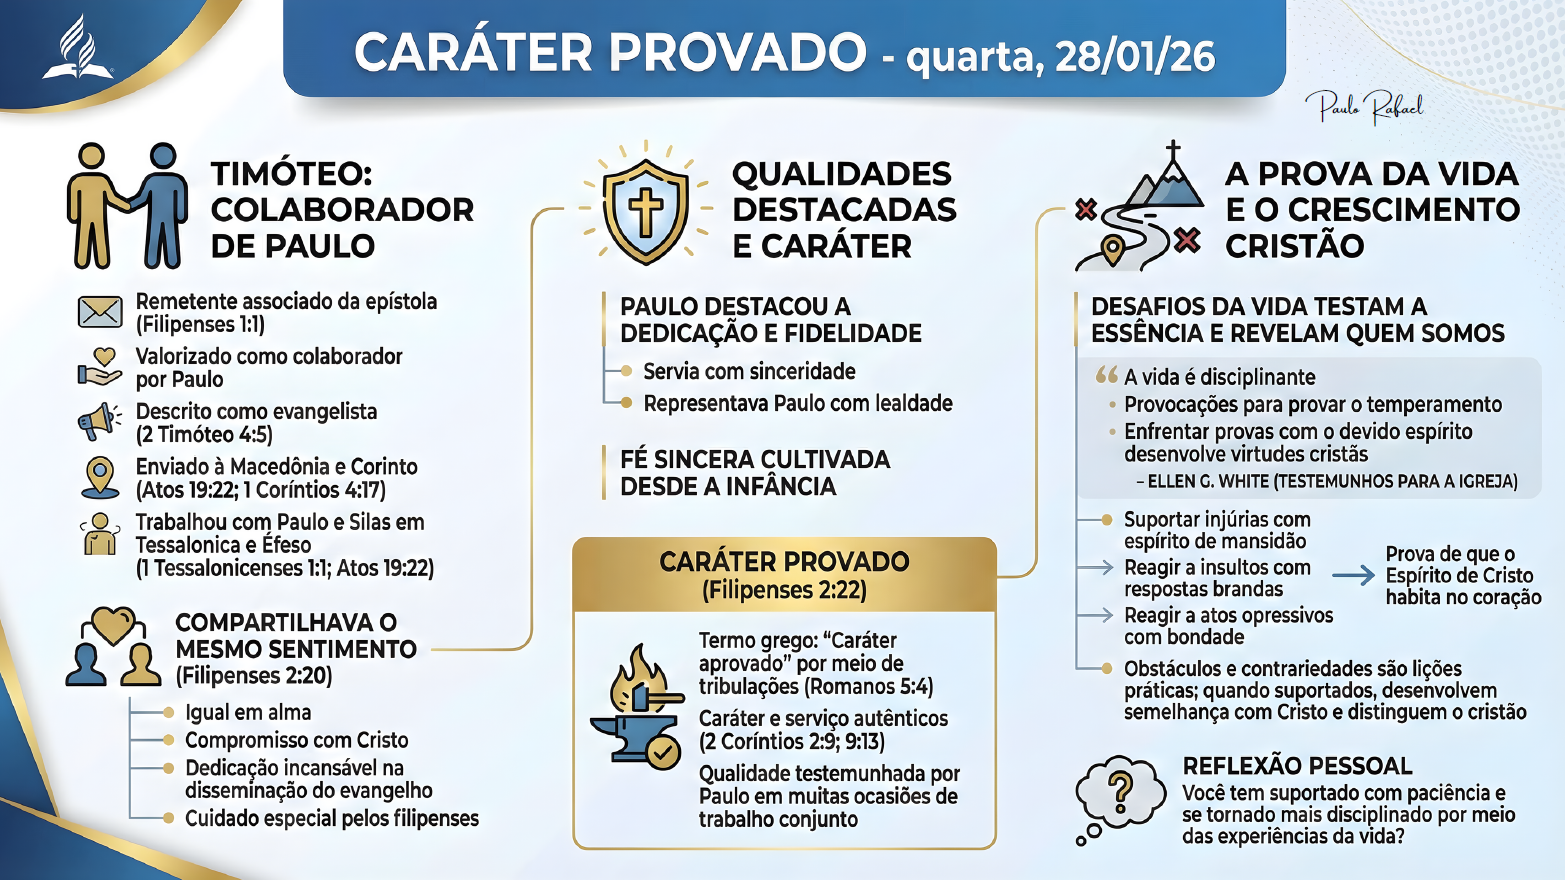 CARÁTER PROVADO - quarta, 28/01/26
Paulo Rafael
TIMÓTEO:
COLABORADOR
DE PAULO
Remetente associado da epístola
(Filipenses 1:1)
Valorizado como colaborador
por Paulo
Descrito como evangelista
(2 Timóteo 4:5)
Enviado à Macedônia e Corinto
(Atos 19:22; 1 Coríntios 4:17)
Trabalhou com Paulo e Silas em
Tessalonica e Éfeso
(1 Tessalonicenses 1:1; Atos 19:22)
COMPARTILHAVA O
MESMO SENTIMENTO
(Filipenses 2:20)
Igual em alma
Compromisso com Cristo
Dedicação incansável na
disseminação do evangelho
Cuidado especial pelos filipenses
QUALIDADES
DESTACADAS
E CARÁTER
PAULO DESTACOU A
DEDICAÇÃO E FIDELIDADE
Servia com sinceridade
Representava Paulo com lealdade
FÉ SINCERA CULTIVADA
DESDE A INFÂNCIA
CARÁTER PROVADO
(Filipenses 2:22)
Termo grego: “Caráter
aprovado” por meio de
tribulações (Romanos 5:4)
Caráter e serviço autênticos
(2 Coríntios 2:9; 9:13)
Qualidade testemunhada por
Paulo em muitas ocasiões de
trabalho conjunto
A PROVA DA VIDA
E O CRESCIMENTO
CRISTÃO
DESAFIOS DA VIDA TESTAM A
ESSÊNCIA E REVELAM QUEM SOMOS
“ A vida é disciplinante
• Provocações para provar o temperamento
• Enfrentar provas com o devido espírito
desenvolve virtudes cristãs
– ELLEN G. WHITE (TESTEMUNHOS PARA A IGREJA)
Suportar injúrias com
espírito de mansidão
Reagir a insultos com
respostas brandas
Reagir a atos opressivos
com bondade
Prova de que o
Espírito de Cristo
habita no coração
Obstáculos e contrariedades são lições
práticas; quando suportados, desenvolvem
semelhança com Cristo e distinguem o cristão
?
REFLEXÃO PESSOAL
Você tem suportado com paciência e
se tornado mais disciplinado por meio
das experiências da vida?